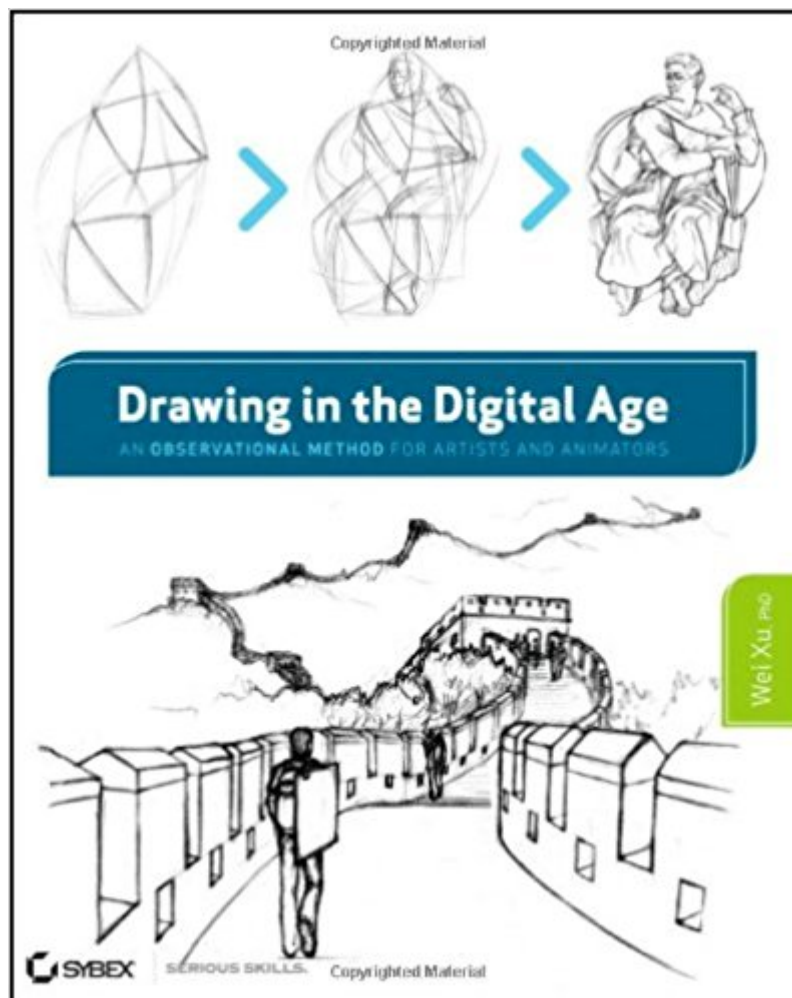 Copyrighted Material
Drawing in the Digital Age
AN OBSERVATIONAL METHOD FOR ARTISTS AND ANIMATORS
Wei Xu, PhD
SYBEX SERIOUS SKILLS.
Copyrighted Material